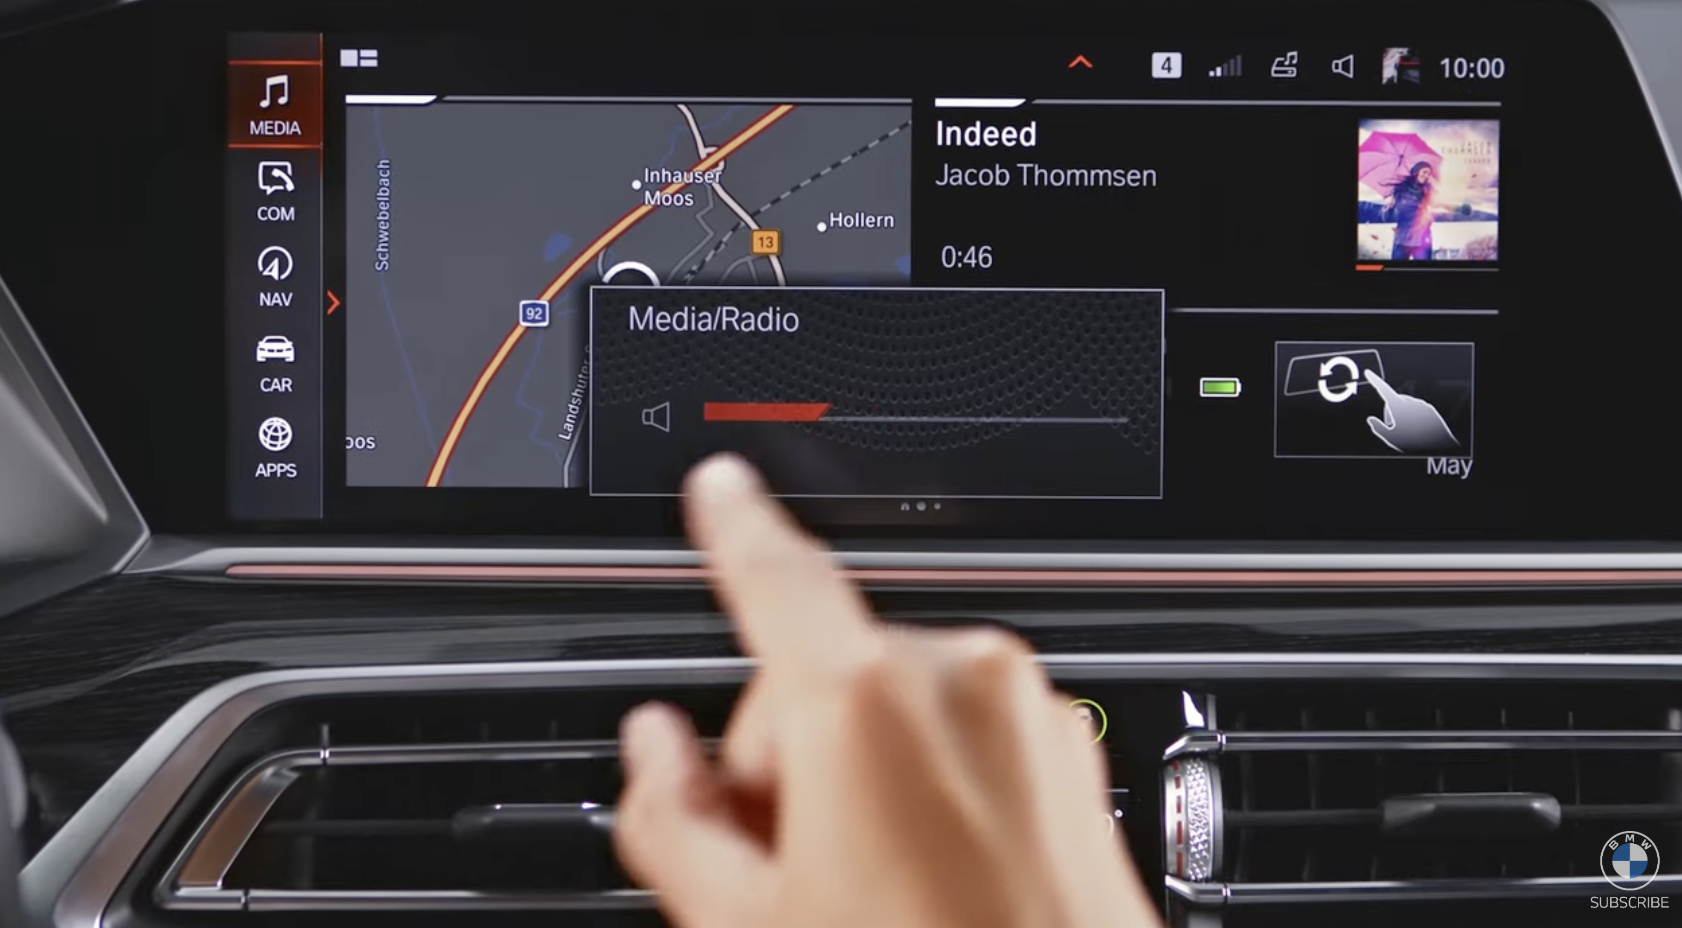 MEDIA
COM
NAV
CAR
APPS
4
10:00
Schwebelbach
Inhauser
Moos
Hollern
13
92
oos
Indeed
Jacob Thommsen
0:46
Media/Radio
May
BMW
SUBSCRIBE